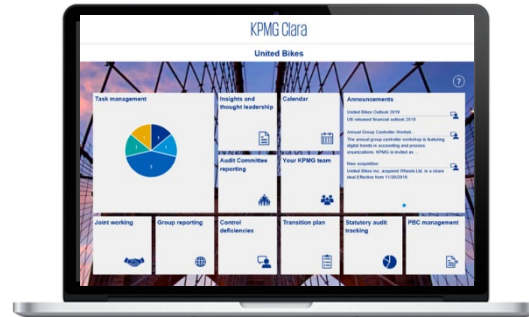 KPMG Clara
United Bikes
?
Task management
Insights and
thought leadership
Calendar
Announcements
United Bikes Outlook 2019
UB released financial outlook 2019
Annual Group Controller Worksh...
The annual group controller workshop is featuring
digital trends in accounting and process
organizations. KPMG is invited as ...
New acquisition
United Bikes Inc. acquired Wheels Ltd. in a share
deal Effective from 11/20/2019.
Audit Committee
reporting
Your KPMG team
Joint working
Group reporting
Control
deficiencies
Transition plan
Statutory audit
tracking
PBC management